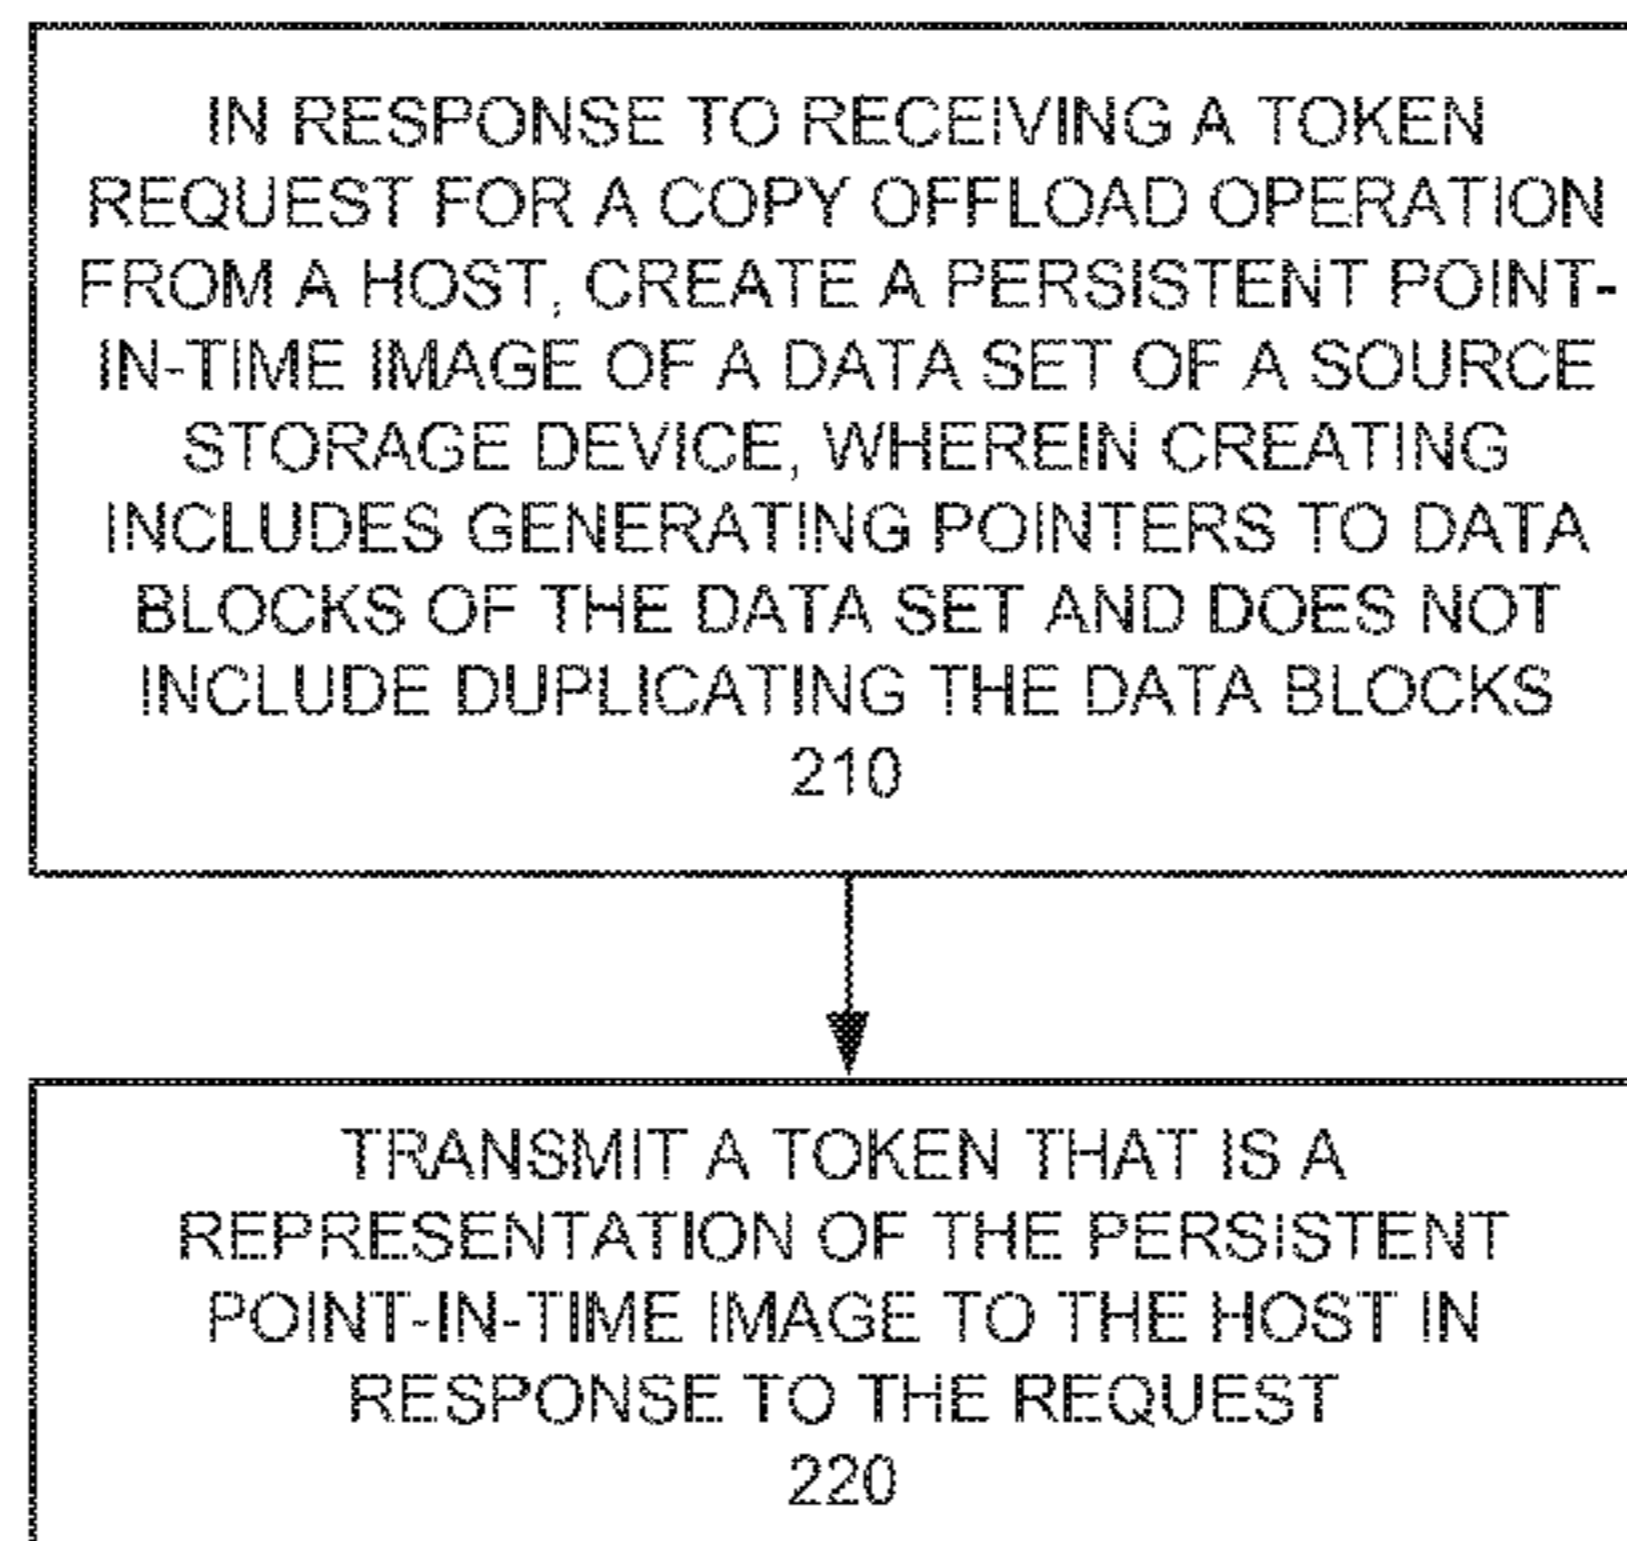 IN RESPONSE TO RECEIVING A TOKEN
REQUEST FOR A COPY OFFLOAD OPERATION
FROM A HOST, CREATE A PERSISTENT POINT-
IN-TIME IMAGE OF A DATA SET OF A SOURCE
STORAGE DEVICE, WHEREIN CREATING
INCLUDES GENERATING POINTERS TO DATA
BLOCKS OF THE DATA SET AND DOES NOT
INCLUDE DUPLICATING THE DATA BLOCKS
210
TRANSMIT A TOKEN THAT IS A
REPRESENTATION OF THE PERSISTENT
POINT-IN-TIME IMAGE TO THE HOST IN
RESPONSE TO THE REQUEST
220